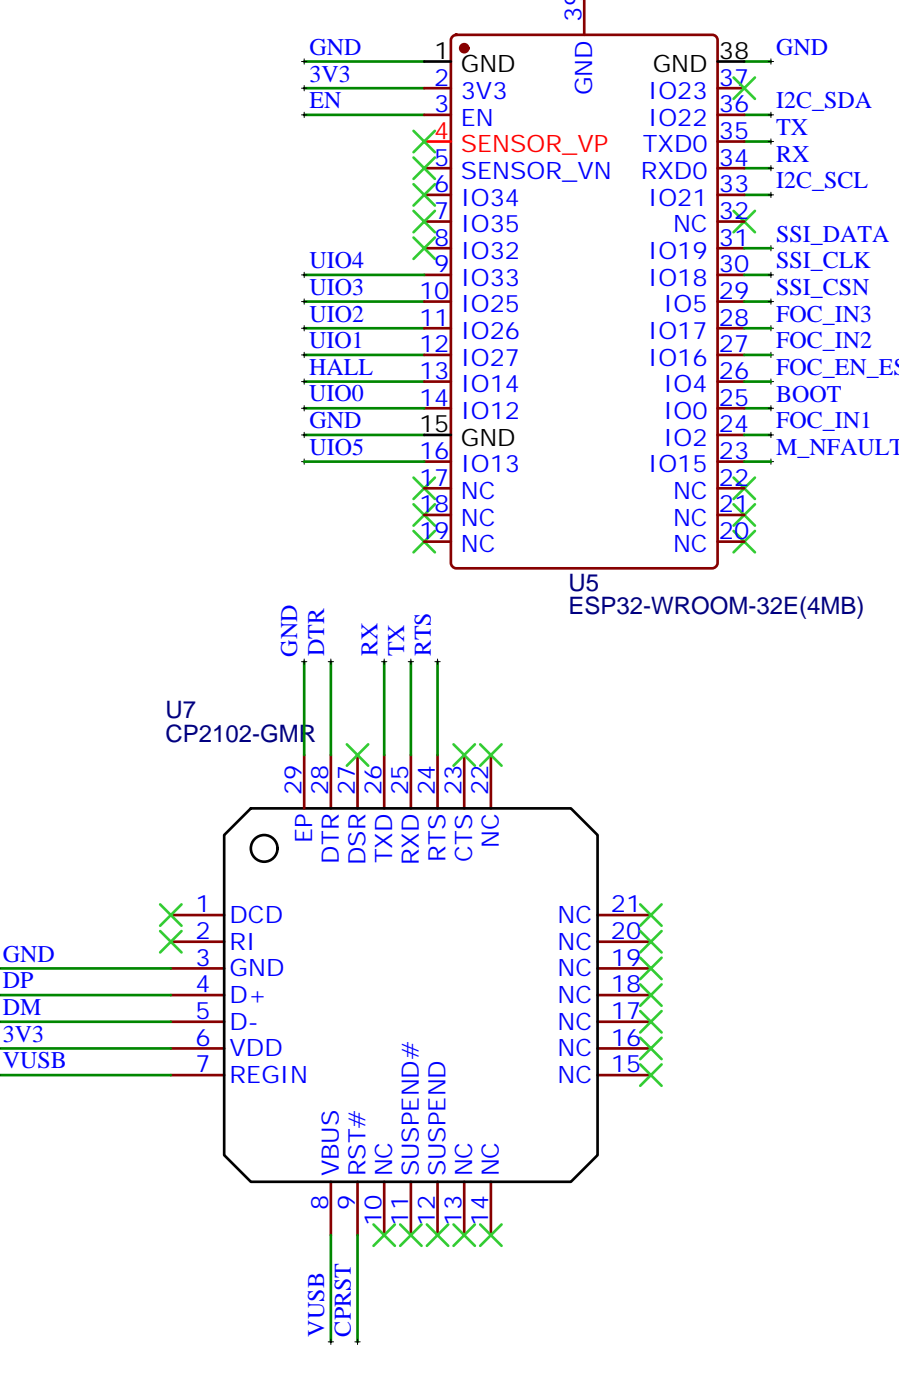 39
GND
GND 1 GND
3V3 2 3V3
EN 3 EN
4 SENSOR_VP
5 SENSOR_VN
6 IO34
7 IO35
8 IO32
UIO4 9 IO33
UIO3 10 IO25
UIO2 11 IO26
UIO1 12 IO27
HALL 13 IO14
UIO0 14 IO12
GND 15 GND
UIO5 16 IO13
17 NC
18 NC
19 NC
GND 38 GND
IO23 37
IO22 36 I2C_SDA
TXD0 35 TX
RXD0 34 RX
IO21 33 I2C_SCL
NC 32
IO19 31 SSI_DATA
IO18 30 SSI_CLK
IO5 29 SSI_CSN
IO17 28 FOC_IN3
IO16 27 FOC_IN2
IO4 26 FOC_EN_ES
IO0 25 BOOT
IO2 24 FOC_IN1
IO15 23 M_NFAULT
NC 22
NC 21
NC 20
U5
ESP32-WROOM-32E(4MB)
U7
CP2102-GMR
GND 29 EP
DTR 28 DTR
27 DSR
RX 26 TXD
TX 25 RXD
RTS 24 RTS
23 CTS
22 NC
1 DCD
2 RI
GND 3 GND
DP 4 D+
DM 5 D-
3V3 6 VDD
VUSB 7 REGIN
NC 21
NC 20
NC 19
NC 18
NC 17
NC 16
NC 15
VBUS 8 VUSB
RST# 9 CPRST
NC 10
SUSPEND# 11
SUSPEND 12
NC 13
NC 14